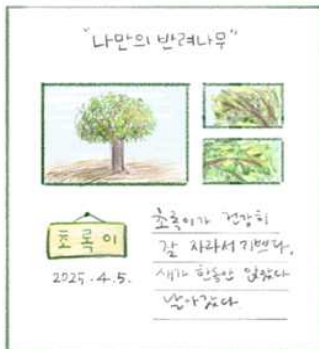 "나만의 반려나무"
초록이
2025.4.5.
초록이가 건강히
잘 자라서 기쁘다.
새가 한동안 앉았다
날아갔다.